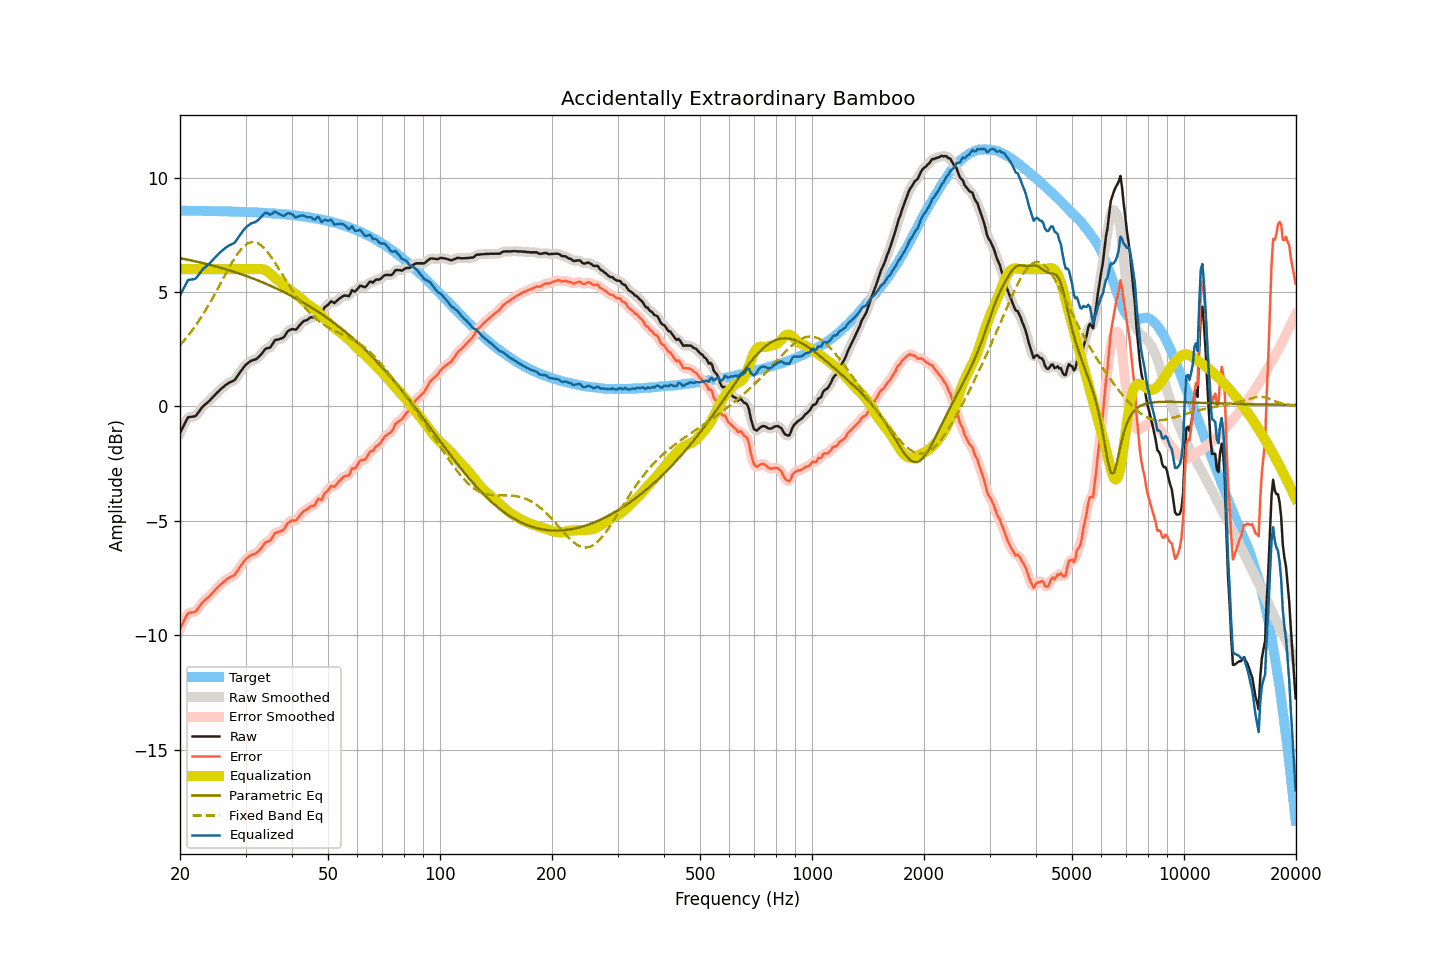 Accidentally Extraordinary Bamboo
10
5
0
−5
−10
−15
Amplitude (dBr)
Target
Raw Smoothed
Error Smoothed
Raw
Error
Equalization
Parametric Eq
Fixed Band Eq
Equalized
20 50 100 200 500 1000 2000 5000 10000 20000
Frequency (Hz)